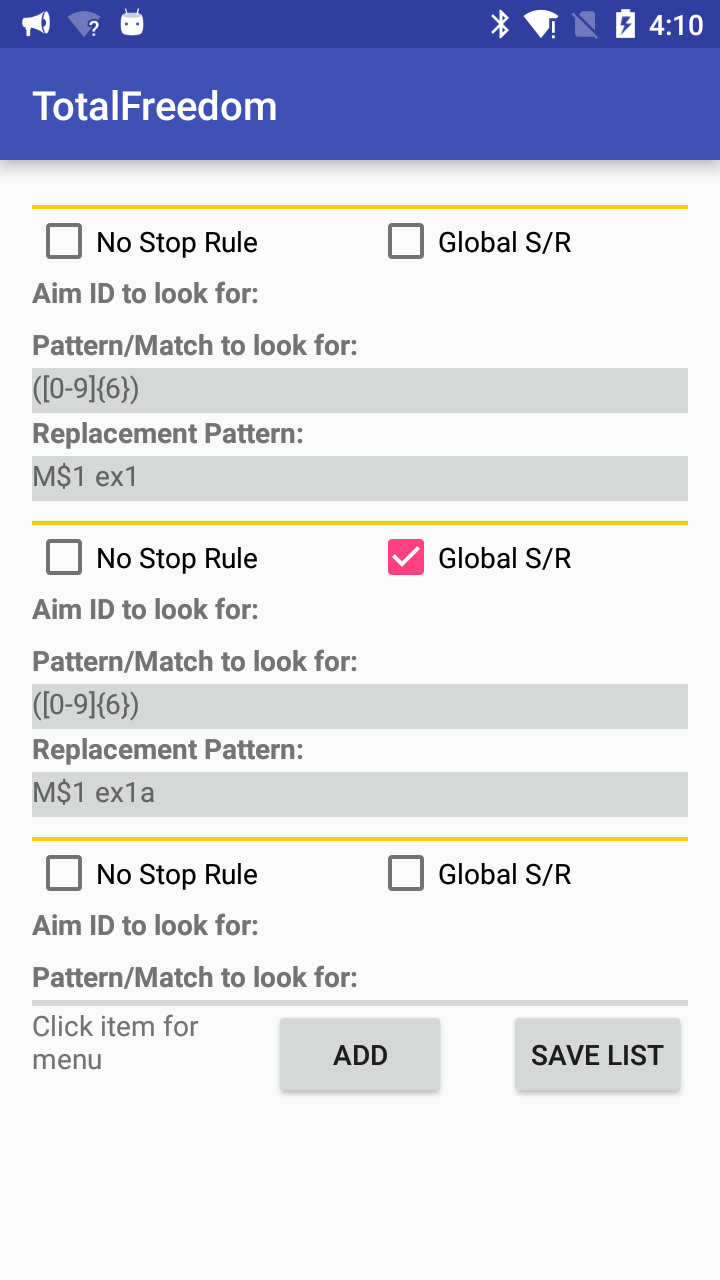 4:10
TotalFreedom
No Stop Rule Global S/R
Aim ID to look for:
Pattern/Match to look for:
([0-9]{6})
Replacement Pattern:
M$1 ex1
No Stop Rule Global S/R
Aim ID to look for:
Pattern/Match to look for:
([0-9]{6})
Replacement Pattern:
M$1 ex1a
No Stop Rule Global S/R
Aim ID to look for:
Pattern/Match to look for:
Click item for
menu
ADD
SAVE LIST